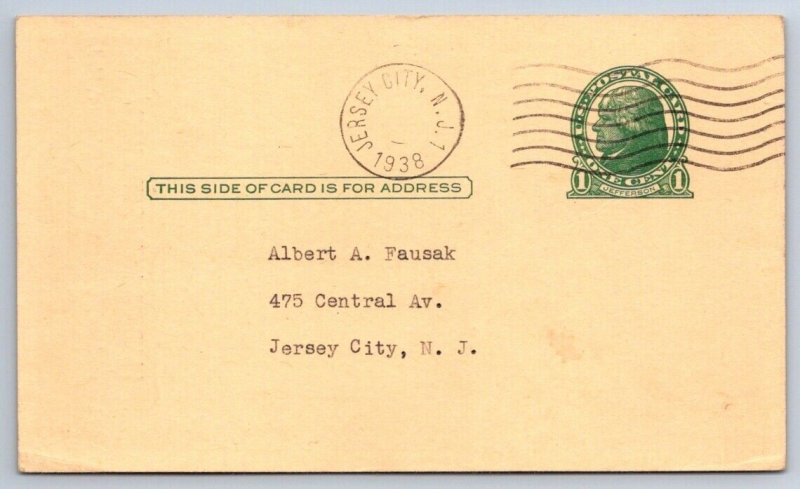 JERSEY CITY, N. J. 1
1938
U.S. POSTAL CARD
ONE CENT
1 JEFFERSON 1
THIS SIDE OF CARD IS FOR ADDRESS
Albert A. Fausak
475 Central Av.
Jersey City, N. J.